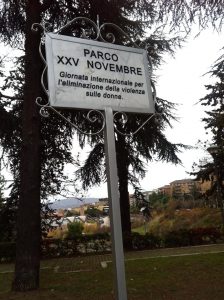 PARCO
XXV NOVEMBRE
Giornata internazionale per
l'eliminazione della violenza
sulle donne.